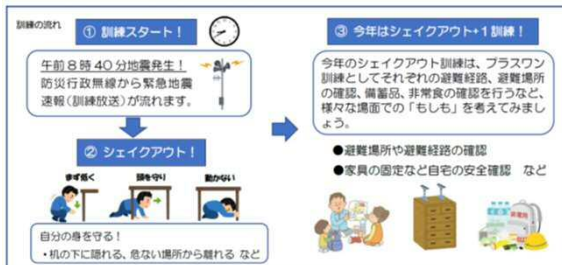 訓練の流れ
① 訓練スタート！
午前８時４０分地震発生！
防災行政無線から緊急地震
速報（訓練放送）が流れます。
② シェイクアウト！
まず低く
頭を守り
動かない
自分の身を守る！
・机の下に隠れる、危ない場所から離れる など
③ 今年はシェイクアウト+１訓練！
今年のシェイクアウト訓練は、プラスワン
訓練としてそれぞれの避難経路、避難場所
の確認、備蓄品、非常食の確認を行うなど、
様々な場面での「もしも」を考えてみま
しょう。
●避難場所や避難経路の確認
●家具の固定など自宅の安全確認　など